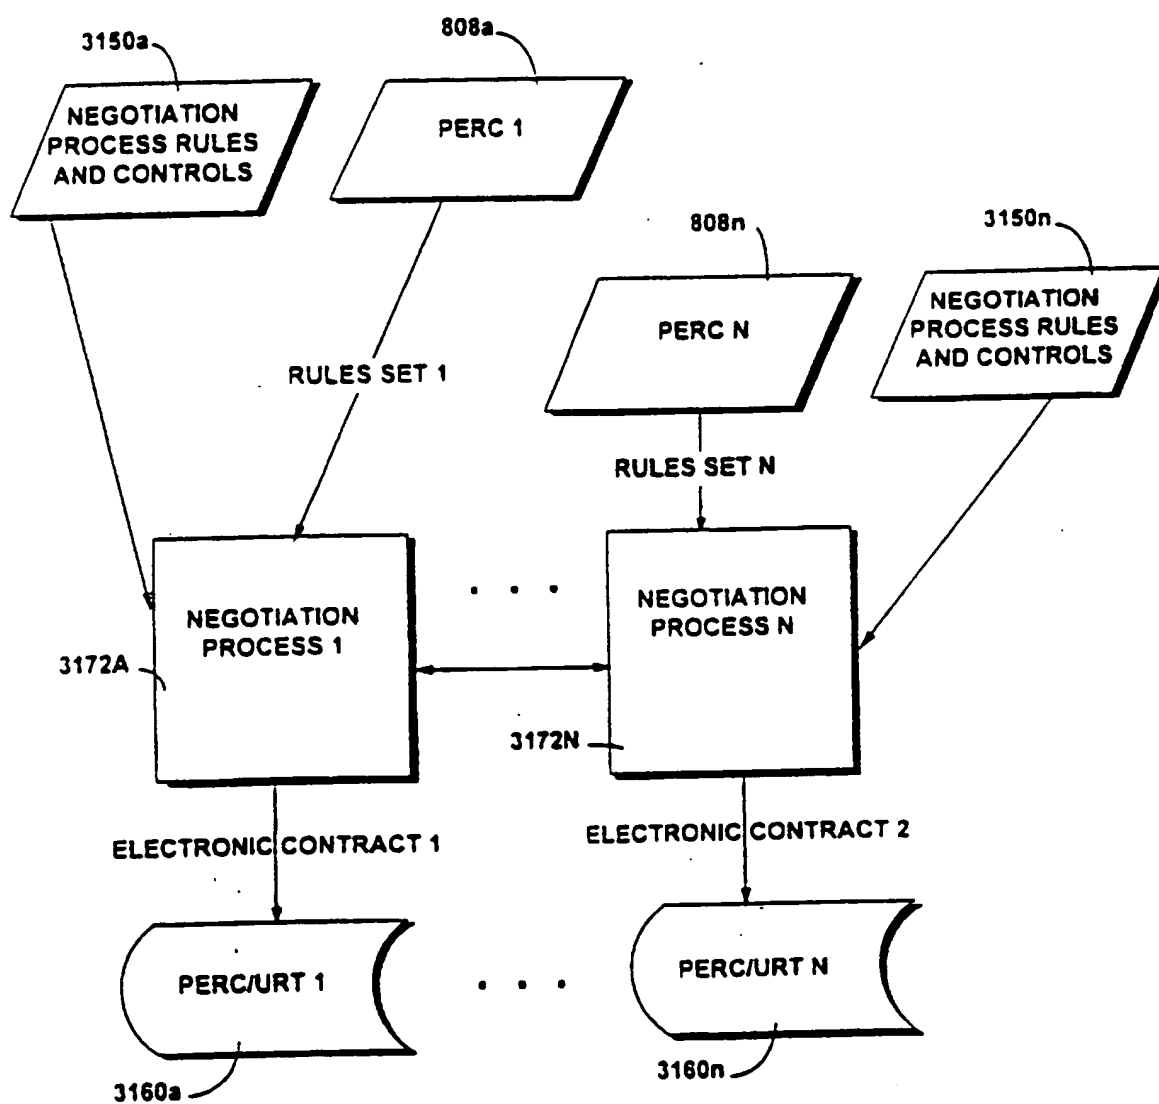 3150a
808a
NEGOTIATION
PROCESS RULES
AND CONTROLS
PERC 1
808n
3150n
PERC N
NEGOTIATION
PROCESS RULES
AND CONTROLS
RULES SET 1
RULES SET N
NEGOTIATION
PROCESS 1
. . .
NEGOTIATION
PROCESS N
3172A
3172N
ELECTRONIC CONTRACT 1
ELECTRONIC CONTRACT 2
PERC/URT 1
. . .
PERC/URT N
3160a
3160n